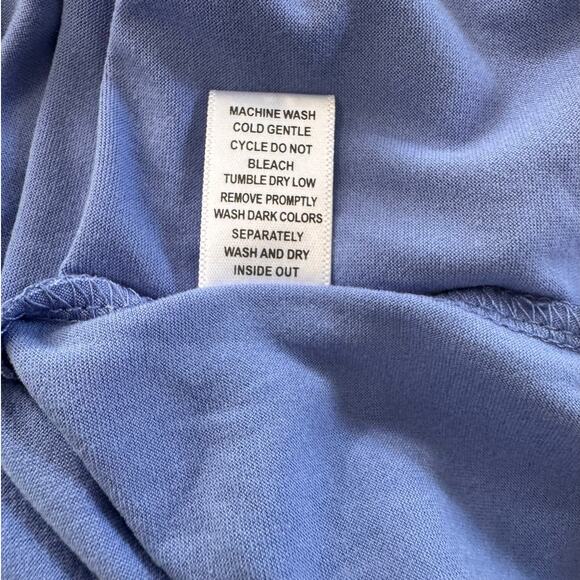 MACHINE WASH
COLD GENTLE
CYCLE DO NOT
BLEACH
TUMBLE DRY LOW
REMOVE PROMPTLY
WASH DARK COLORS
SEPARATELY
WASH AND DRY
INSIDE OUT